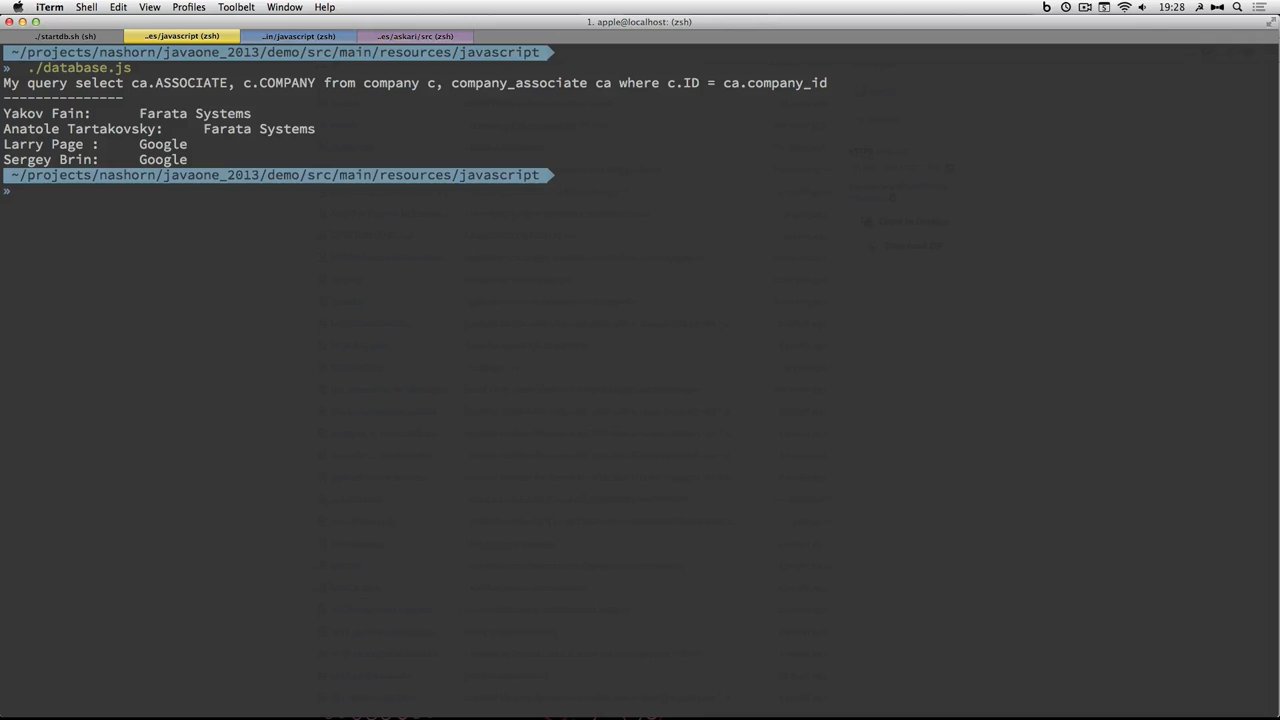 iTerm Shell Edit View Profiles Toolbelt Window Help 19:28
1. apple@localhost: (zsh)
./startdb.sh (sh) ..es/javascript (zsh) ..in/javascript (zsh) ..es/askari/src (zsh)
~/projects/nashorn/javaone_2013/demo/src/main/resources/javascript
» ./database.js
My query select ca.ASSOCIATE, c.COMPANY from company c, company_associate ca where c.ID = ca.company_id
---------------
Yakov Fain: Farata Systems
Anatole Tartakovsky: Farata Systems
Larry Page : Google
Sergey Brin: Google
~/projects/nashorn/javaone_2013/demo/src/main/resources/javascript
»